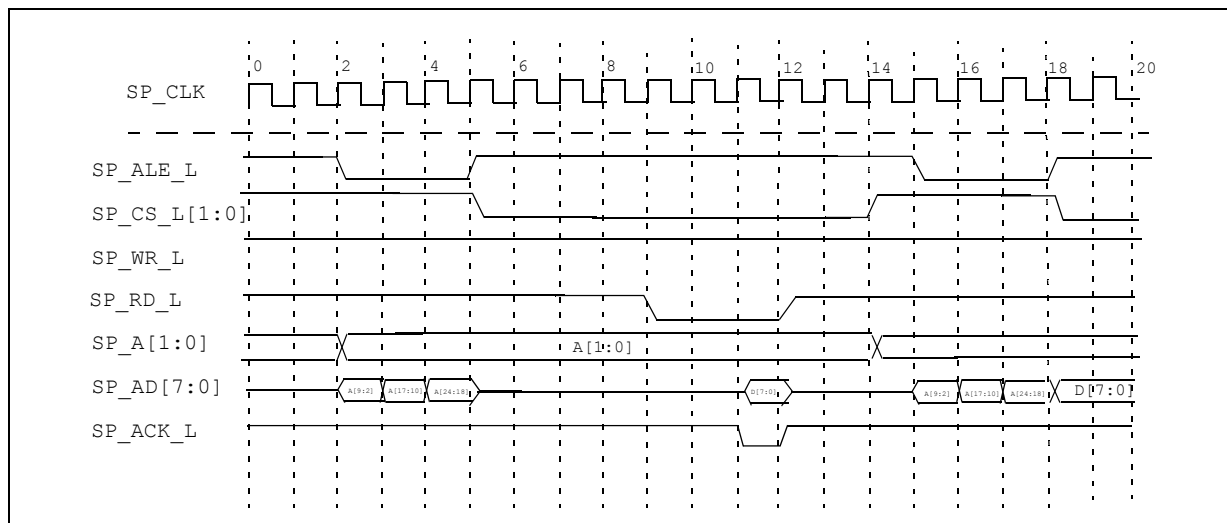 0 2 4 6 8 10 12 14 16 18 20
SP_CLK
SP_ALE_L
SP_CS_L[1:0]
SP_WR_L
SP_RD_L
SP_A[1:0] A[1:0]
SP_AD[7:0] A[9:2] A[17:10] A[24:18] D[7:0] A[9:2] A[17:10] A[24:18] D[7:0]
SP_ACK_L